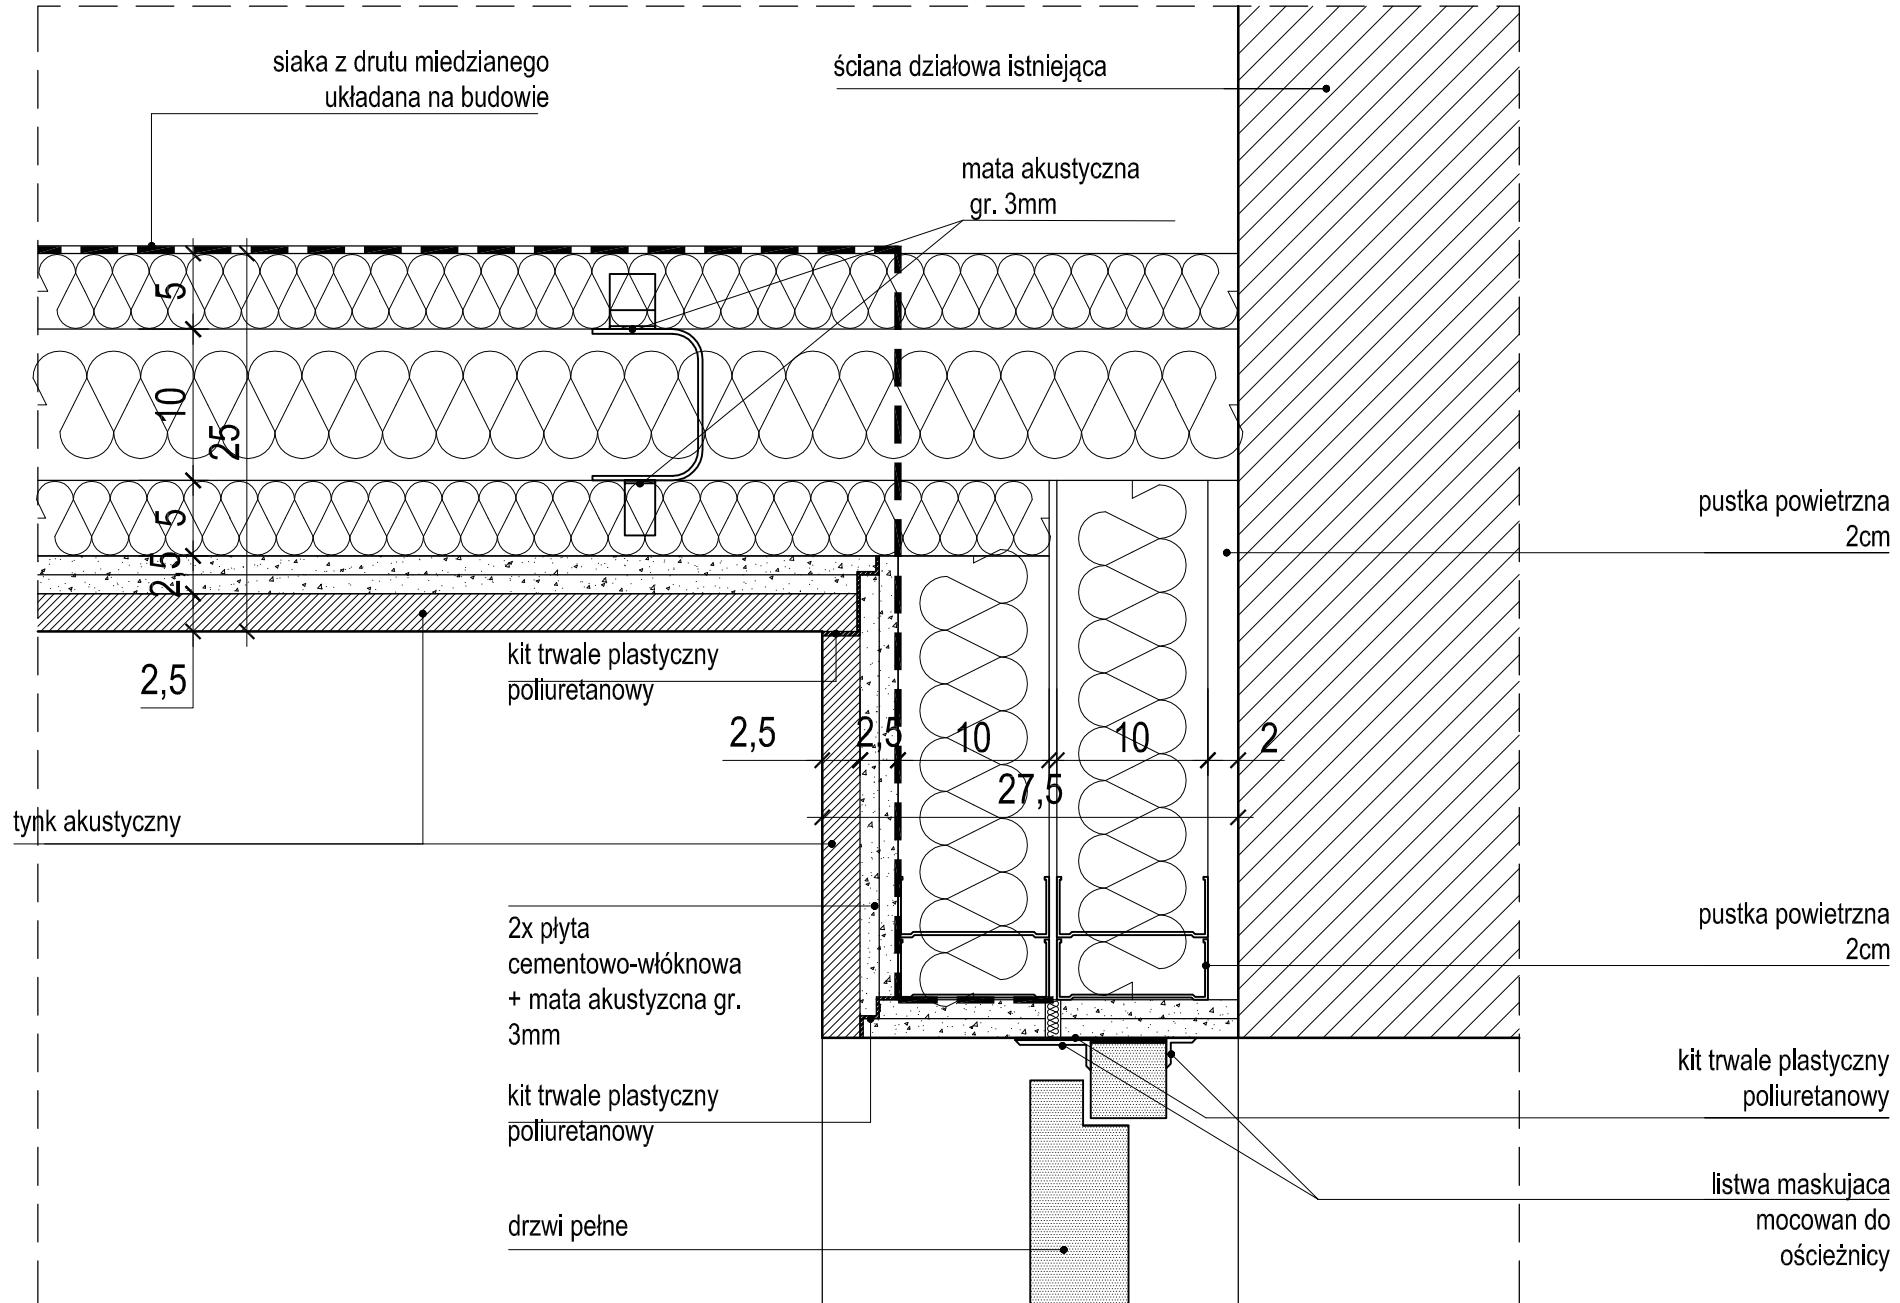 siaka z drutu miedzianego
układana na budowie
ściana działowa istniejąca
mata akustyczna
gr. 3mm
5
10
25
5
2,5
2,5
pustka powietrzna
2cm
kit trwale plastyczny
poliuretanowy
2,5
2,5
10
10
2
27,5
tynk akustyczny
2x płyta
cementowo-włóknowa
+ mata akustyzcna gr.
3mm
pustka powietrzna
2cm
kit trwale plastyczny
poliuretanowy
kit trwale plastyczny
poliuretanowy
drzwi pełne
listwa maskujaca
mocowan do
ościeżnicy